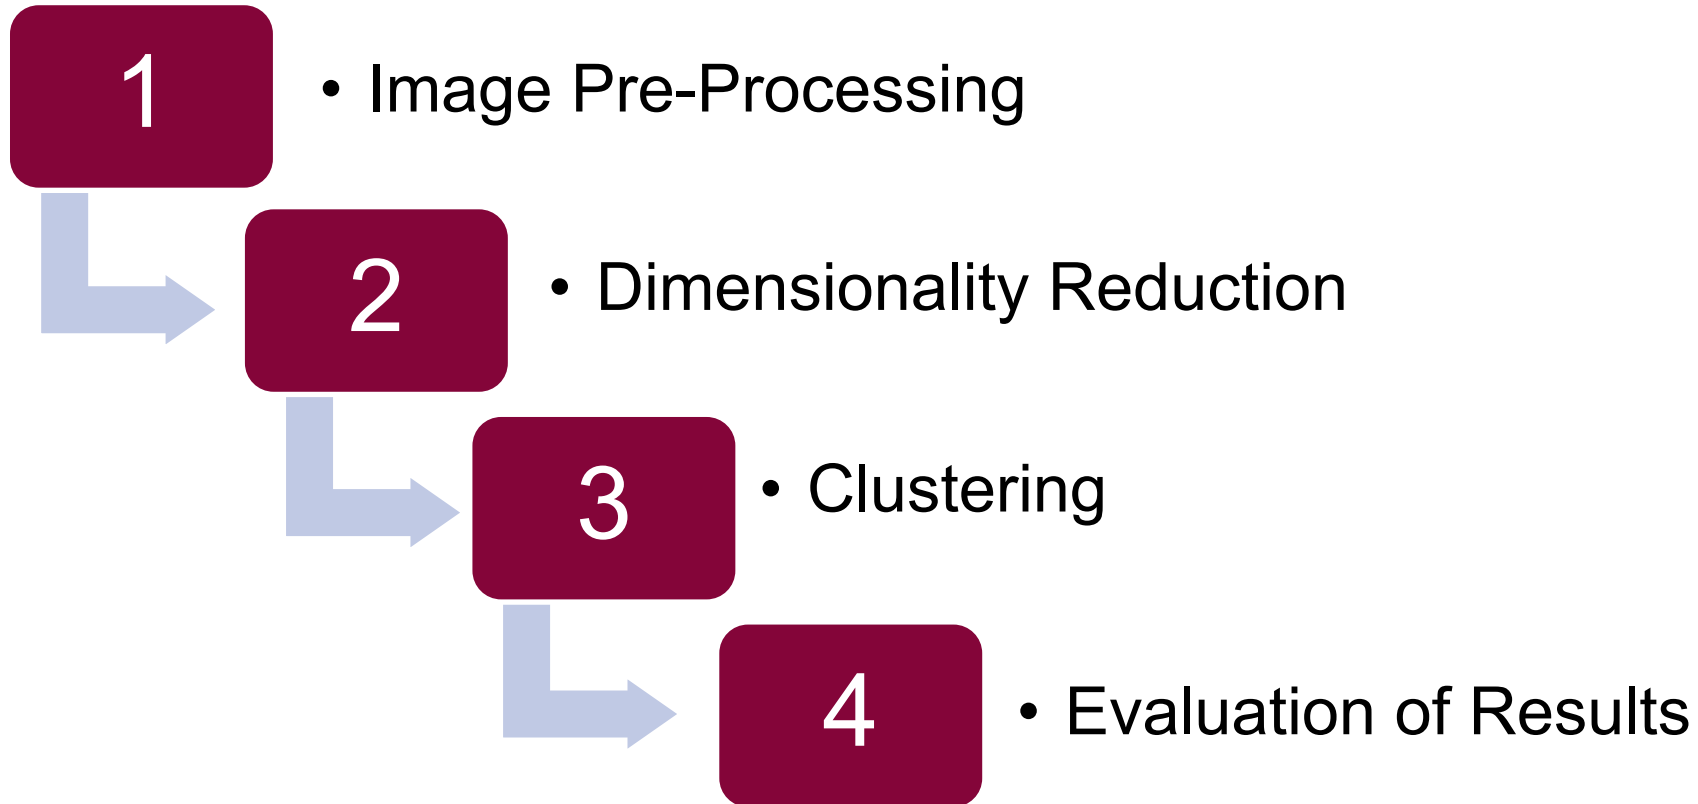 1
• Image Pre-Processing
2
• Dimensionality Reduction
3
• Clustering
4
• Evaluation of Results